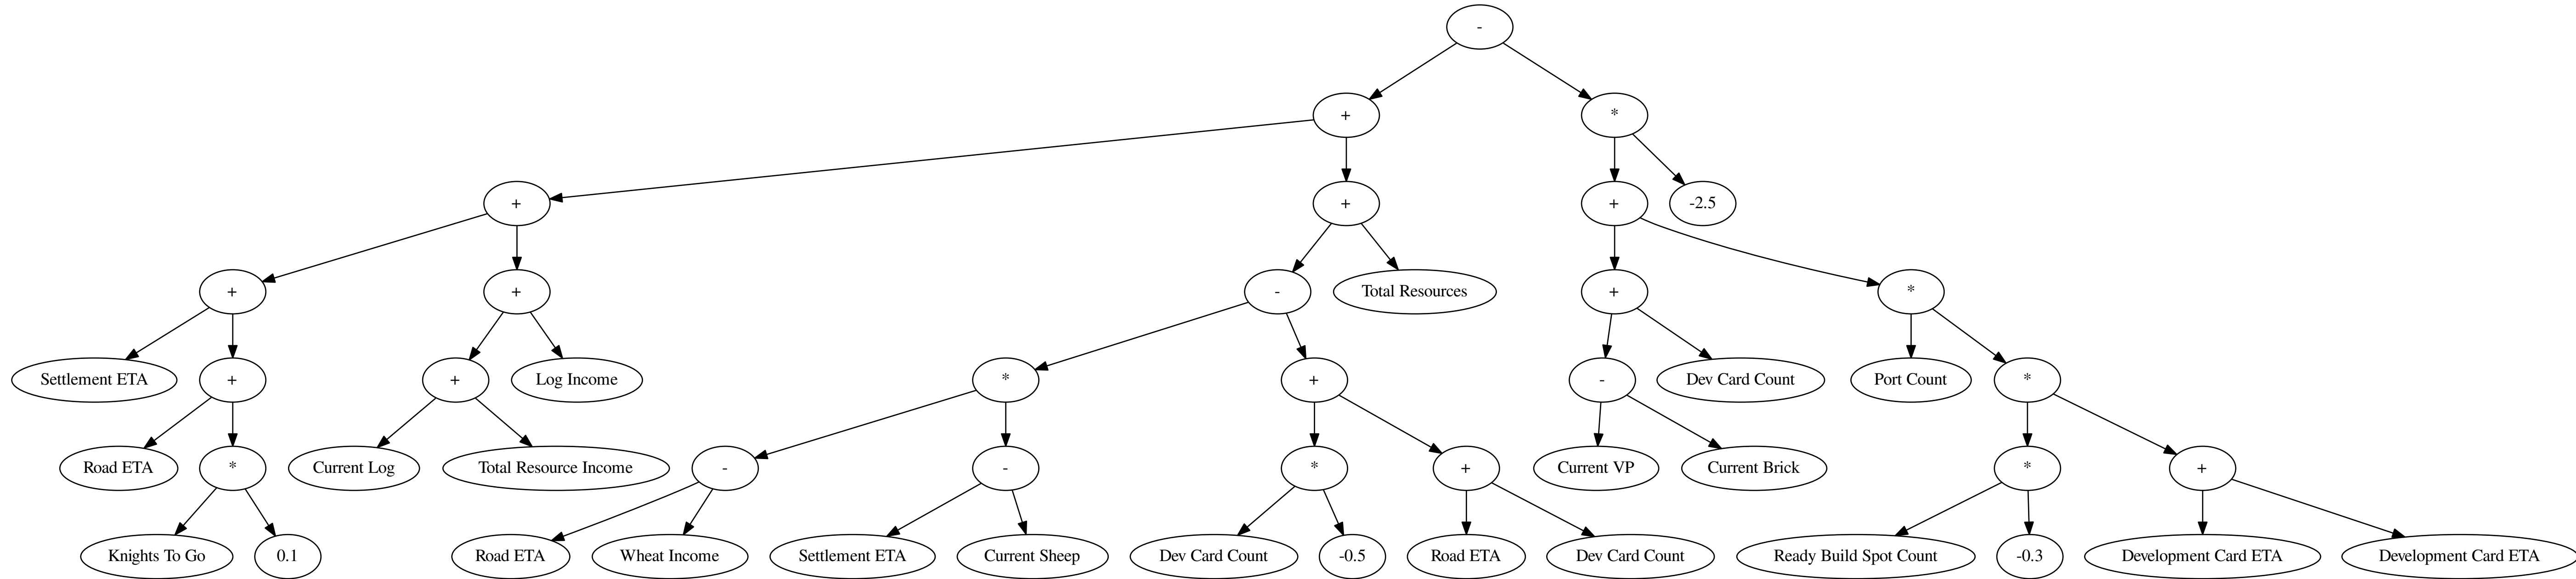 -
+
*
+
+
+
-2.5
+
+
-
Total Resources
+
*
Settlement ETA
+
+
Log Income
*
+
-
Dev Card Count
Port Count
*
Road ETA
*
Current Log
Total Resource Income
-
-
*
+
Current VP
Current Brick
*
+
Knights To Go
0.1
Road ETA
Wheat Income
Settlement ETA
Current Sheep
Dev Card Count
-0.5
Road ETA
Dev Card Count
Ready Build Spot Count
-0.3
Development Card ETA
Development Card ETA